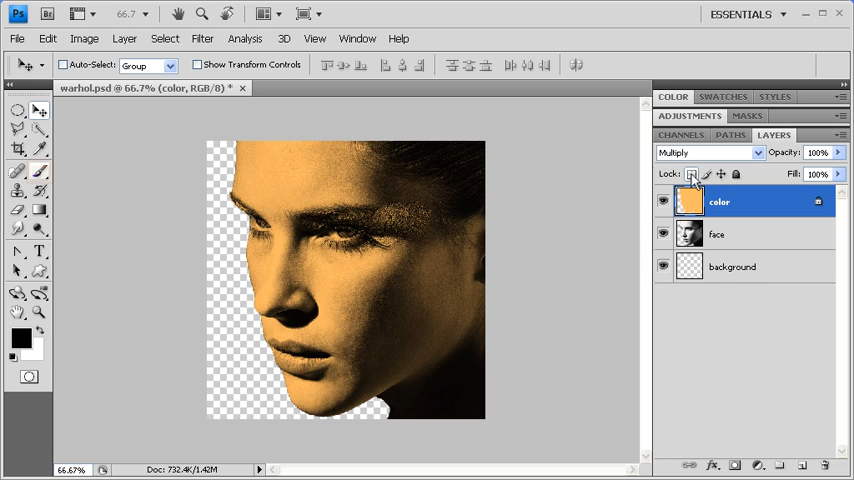 Ps Br 66.7 ESSENTIALS
File Edit Image Layer Select Filter Analysis 3D View Window Help
Auto-Select: Group Show Transform Controls
warhol.psd @ 66.7% (color, RGB/8) *
COLOR SWATCHES STYLES
ADJUSTMENTS MASKS
CHANNELS PATHS LAYERS
Multiply Opacity: 100%
Lock: Fill: 100%
color
face
background
66.67% Doc: 732.4K/1.42M